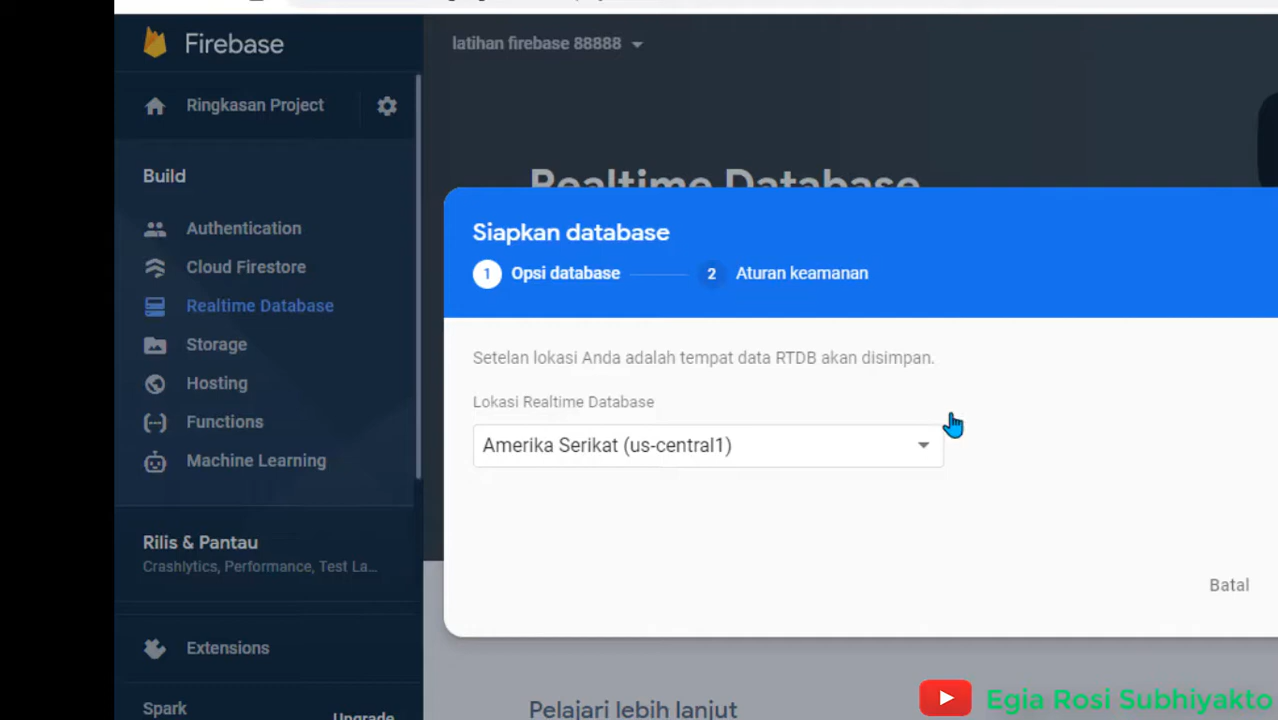 Firebase
latihan firebase 88888
Ringkasan Project
Realtime Database
Build
Siapkan database
Authentication
1 Opsi database
2 Aturan keamanan
Cloud Firestore
Realtime Database
Storage
Setelan lokasi Anda adalah tempat data RTDB akan disimpan.
Hosting
Lokasi Realtime Database
Functions
Amerika Serikat (us-central1)
Machine Learning
Rilis & Pantau
Crashlytics, Performance, Test La...
Batal
Extensions
Spark
Upgrade
Pelajari lebih lanjut
Egia Rosi Subhiyakto